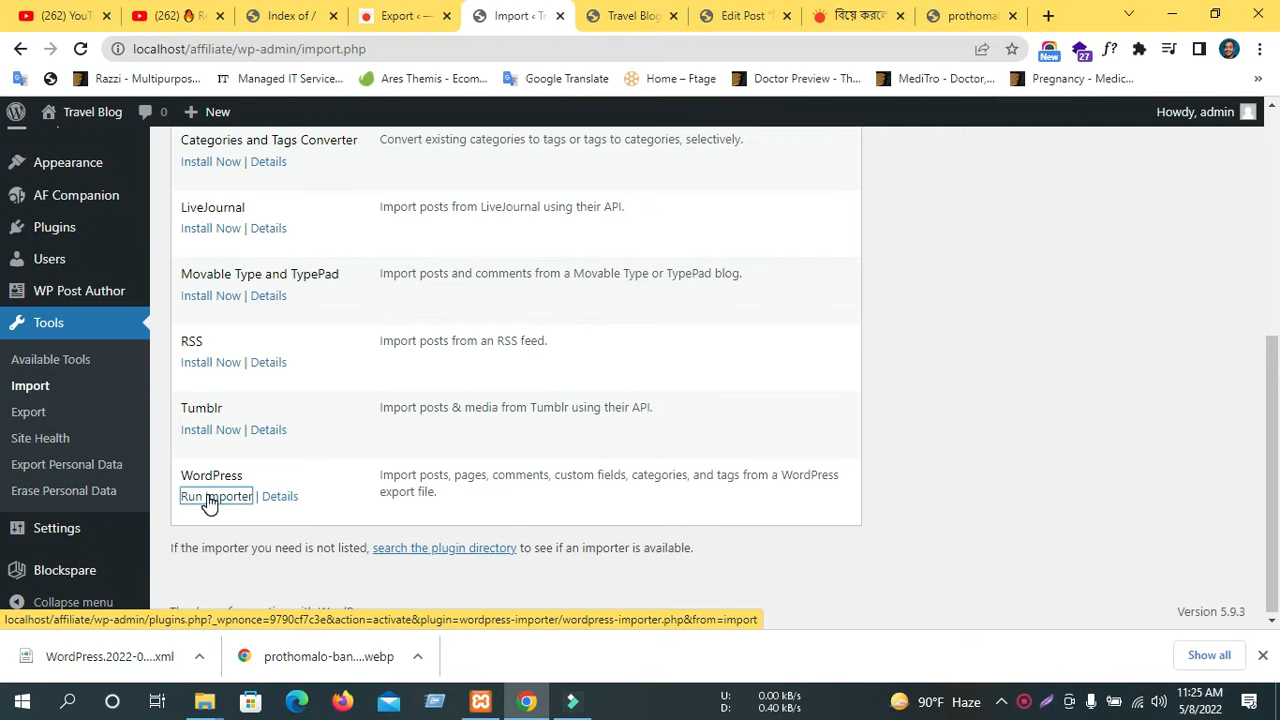 (262) YouT
(262) 🔥 R
Index of /
Export ‹ —
Import ‹ T
Travel Blog
Edit Post "
বিয়ে করলে
prothomalo
localhost/affiliate/wp-admin/import.php
New
27
f?
Razzi - Multipurpos...
IT Managed IT Service...
Ares Themis - Ecom...
Google Translate
Home – Ftage
Doctor Preview - Th...
MediTro - Doctor,...
Pregnancy - Medic...
»
Travel Blog
0
New
Howdy, admin
Appearance
AF Companion
Plugins
Users
WP Post Author
Tools
Available Tools
Import
Export
Site Health
Export Personal Data
Erase Personal Data
Settings
Blockspare
Collapse menu
Categories and Tags Converter
Install Now | Details
Convert existing categories to tags or tags to categories, selectively.
LiveJournal
Install Now | Details
Import posts from LiveJournal using their API.
Movable Type and TypePad
Install Now | Details
Import posts and comments from a Movable Type or TypePad blog.
RSS
Install Now | Details
Import posts from an RSS feed.
Tumblr
Install Now | Details
Import posts & media from Tumblr using their API.
WordPress
Run Importer | Details
Import posts, pages, comments, custom fields, categories, and tags from a WordPress
export file.
If the importer you need is not listed, search the plugin directory to see if an importer is available.
Version 5.9.3
localhost/affiliate/wp-admin/plugins.php?_wpnonce=9790cf7c3e&action=activate&plugin=wordpress-importer/wordpress-importer.php&from=import
WordPress.2022-0....xml
prothomalo-ban....webp
Show all
U: 0.00 kB/s
D: 0.40 kB/s
90°F Haze
11:25 AM
5/8/2022